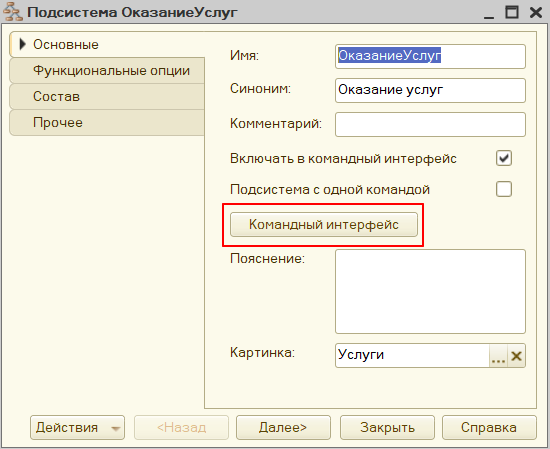 Подсистема ОказаниеУслуг
Основные
Функциональные опции
Состав
Прочее
Имя: ОказаниеУслуг
Синоним: Оказание услуг
Комментарий:
Включать в командный интерфейс
Подсистема с одной командой
Командный интерфейс
Пояснение:
Картинка: Услуги ...
Действия <Назад Далее> Закрыть Справка